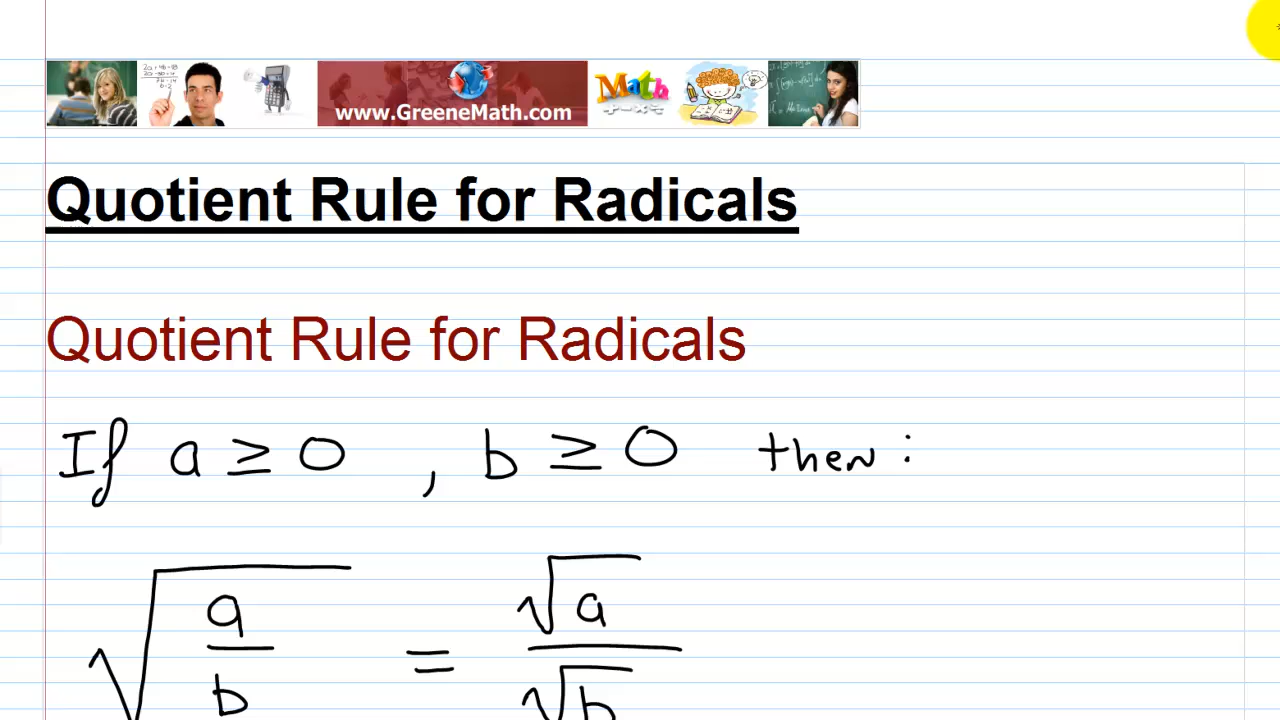 www.GreeneMath.com
Math
Quotient Rule for Radicals
Quotient Rule for Radicals
If a ≥ 0 , b ≥ 0 then :
√(a/b) = √a/√b